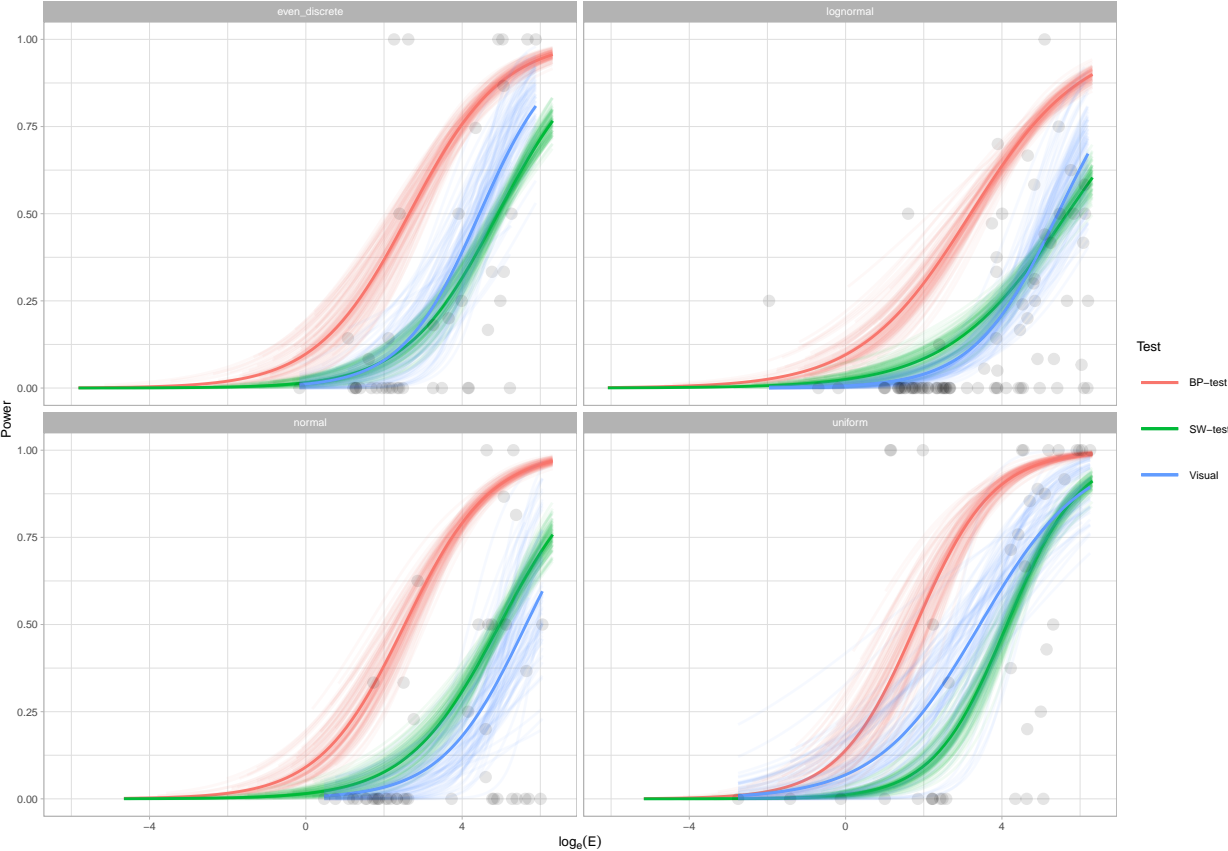 even_discrete
lognormal
1.00
0.75
0.50
0.25
0.00
normal
uniform
1.00
0.75
0.50
0.25
0.00
−4
0
4
−4
0
4
Power
logₑ(E)
Test
BP−test
SW−test
Visual